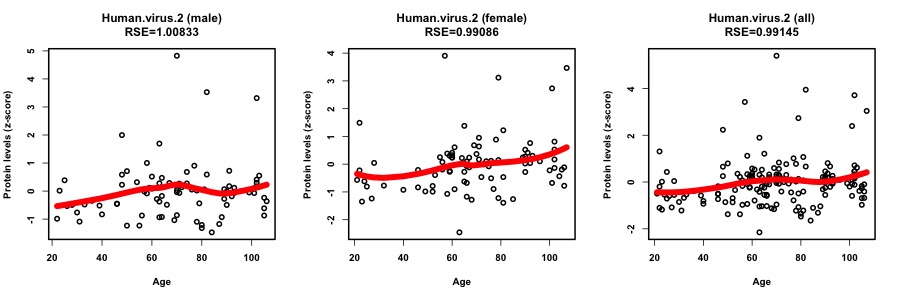 Human.virus.2 (male)
RSE=1.00833
Protein levels (z-score)
5
4
3
2
1
0
-1
20 40 60 80 100
Age
Human.virus.2 (female)
RSE=0.99086
Protein levels (z-score)
4
3
2
1
0
-1
-2
20 40 60 80 100
Age
Human.virus.2 (all)
RSE=0.99145
Protein levels (z-score)
4
2
0
-2
20 40 60 80 100
Age